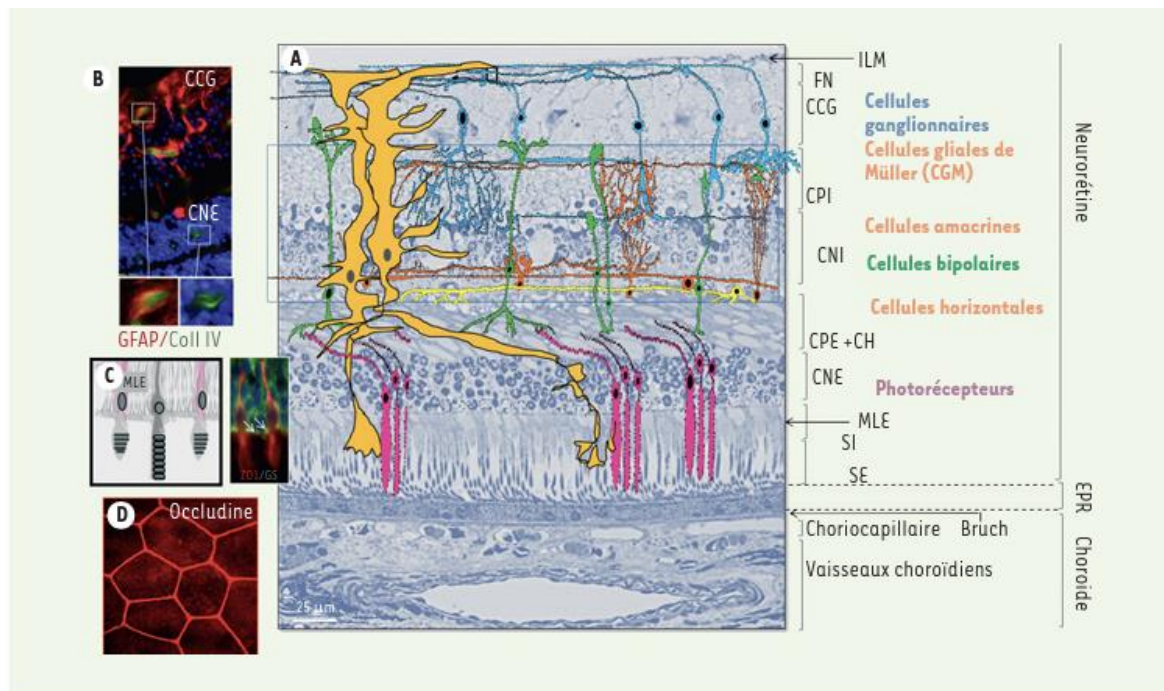 A
B
CCG
CNE
GFAP/Coll IV
C
MLE
ZO1/GS
D
Occludine
25 µm
ILM
FN
CCG
Cellules
ganglionnaires
Cellules gliales de
Müller (CGM)
CPI
Cellules amacrines
CNI
Cellules bipolaires
Cellules horizontales
CPE +CH
CNE
Photorécepteurs
MLE
SI
SE
Choriocapillaire Bruch
Vaisseaux choroïdiens
Neurorétine
EPR
Choroide